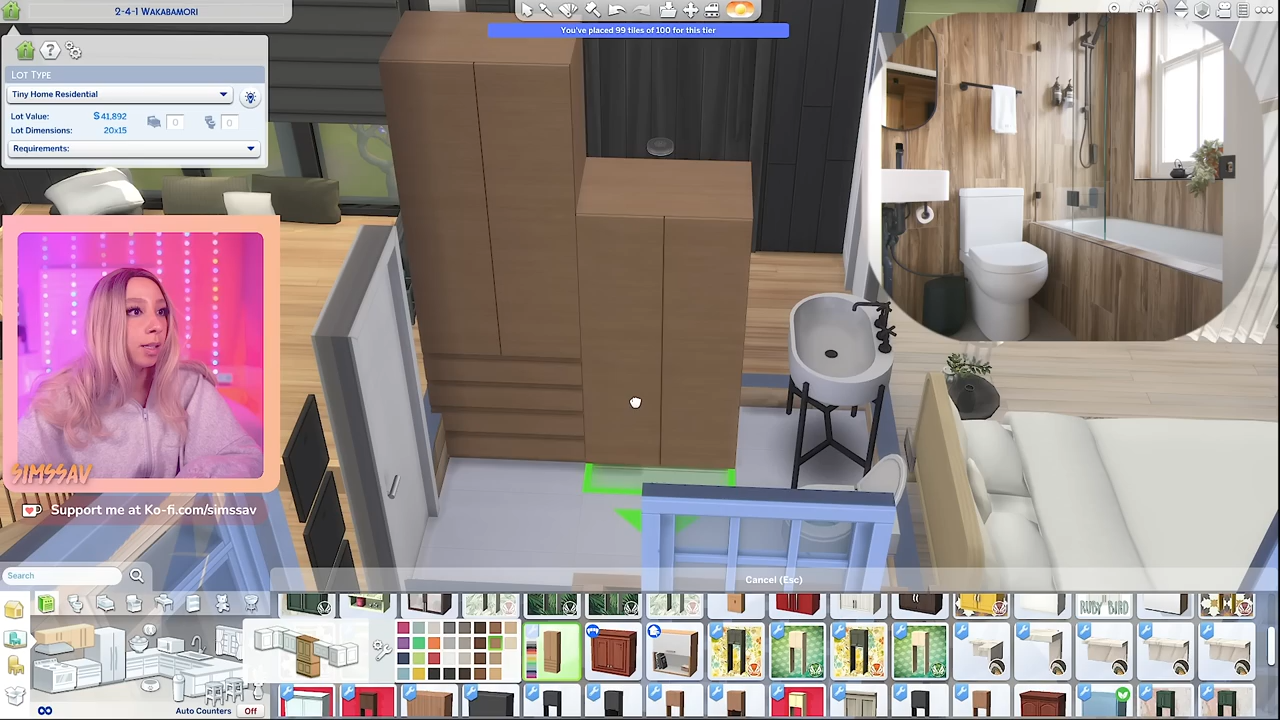 2-4-1 WAKABAMORI
You've placed 99 tiles of 100 for this tier
LOT TYPE
Tiny Home Residential
Lot Value: §41,892
0
0
Lot Dimensions: 20x15
Requirements:
SIMSSAV
Support me at Ko-fi.com/simssav
Search
Cancel (Esc)
RUBY BIRD
Auto Counters Off